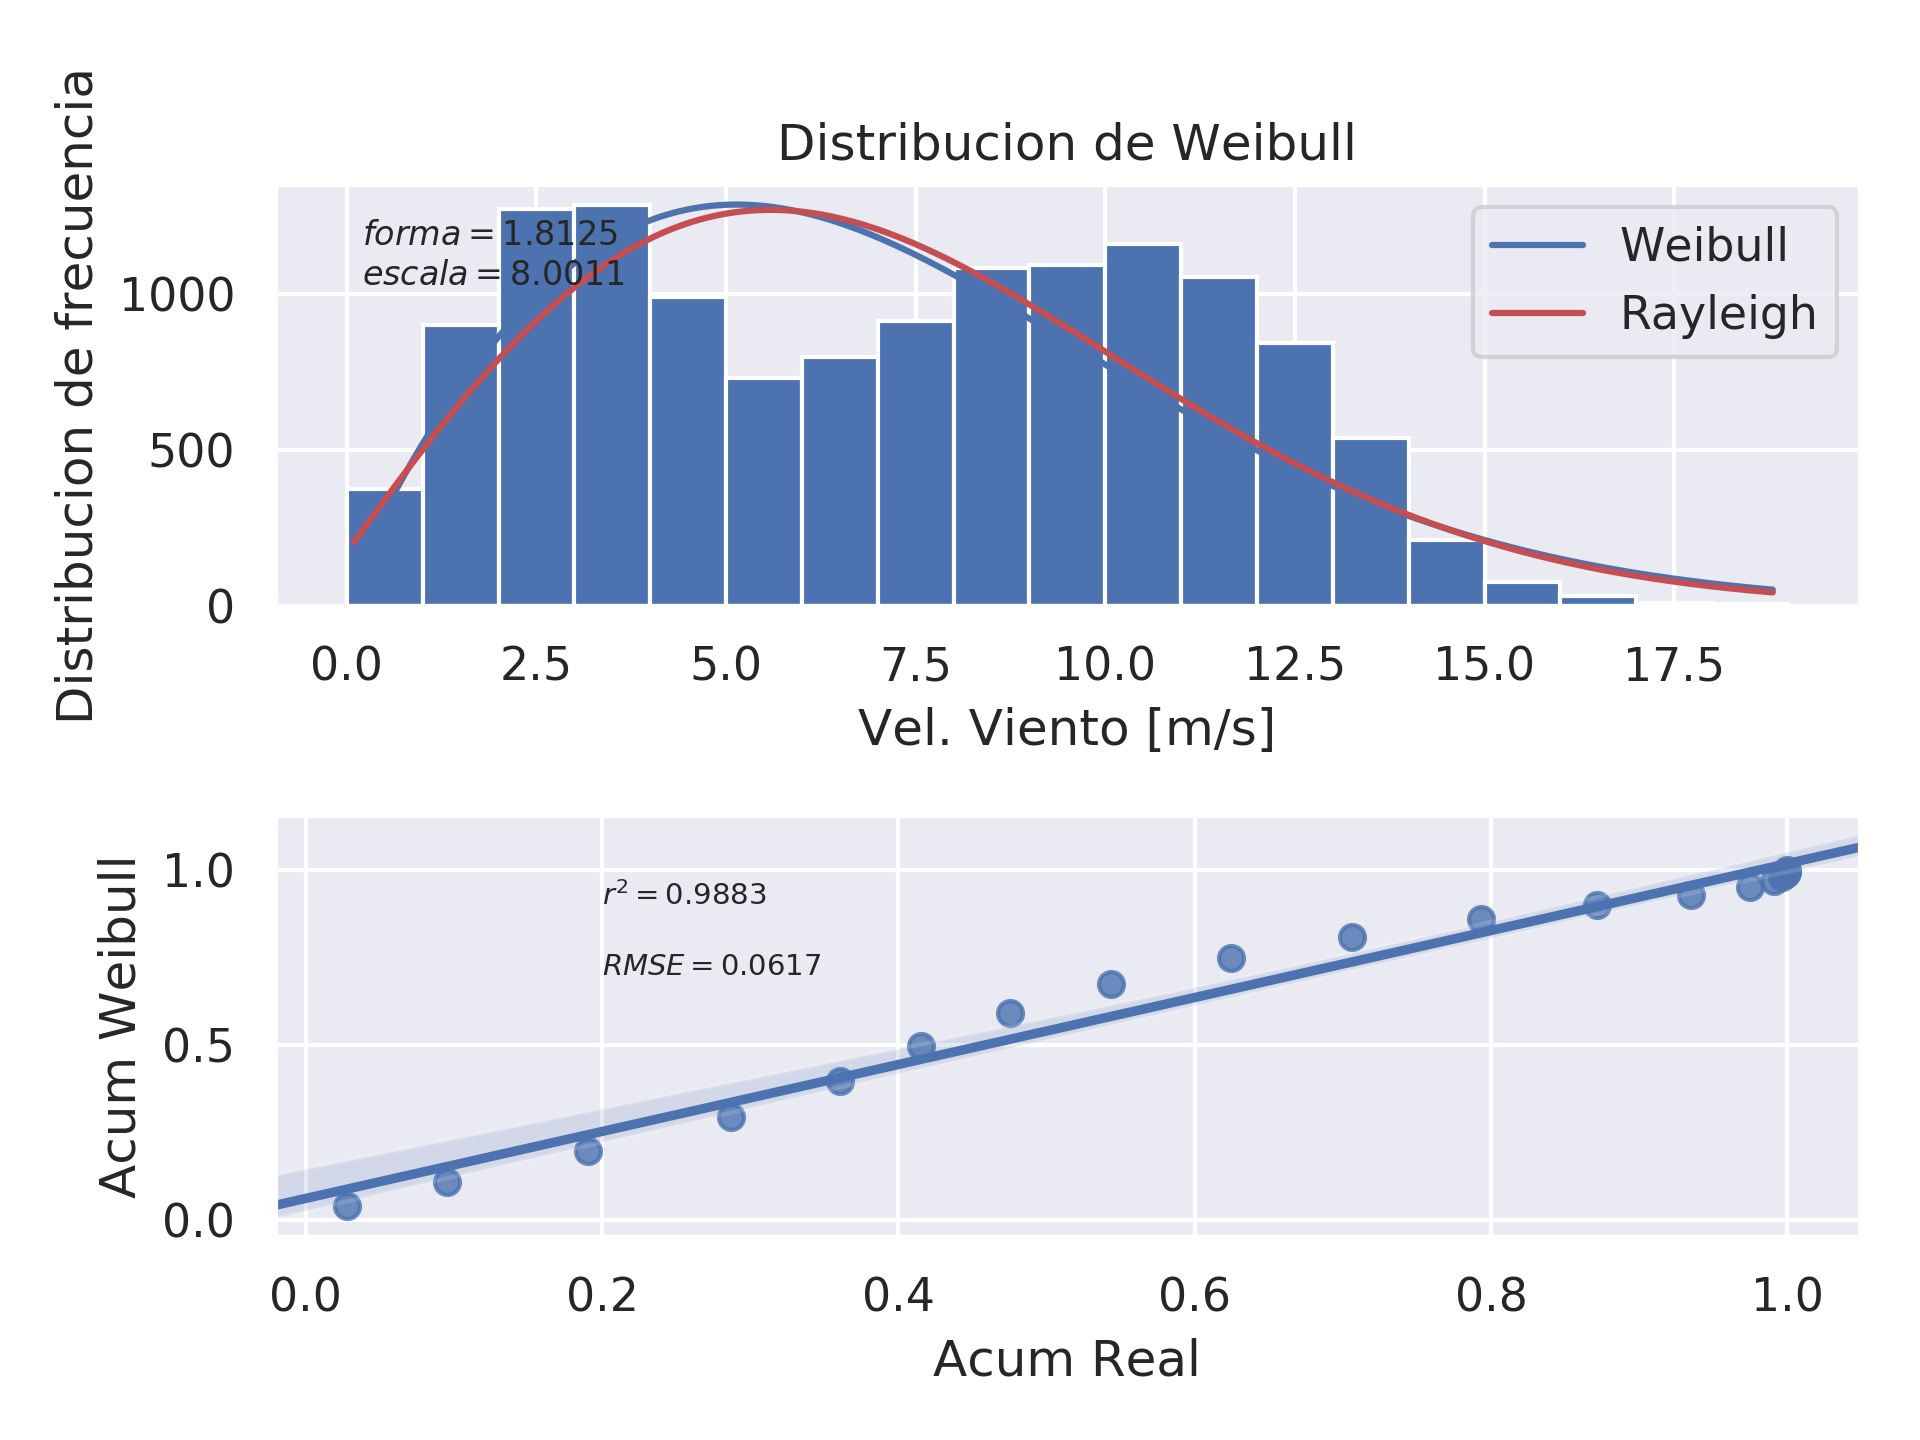 Distribucion de Weibull
Distribucion de frecuencia
forma = 1.8125
escala = 8.0011
Weibull
Rayleigh
1000
500
0
0.0 2.5 5.0 7.5 10.0 12.5 15.0 17.5
Vel. Viento [m/s]
Acum Weibull
1.0
0.5
0.0
r² = 0.9883
RMSE = 0.0617
0.0 0.2 0.4 0.6 0.8 1.0
Acum Real